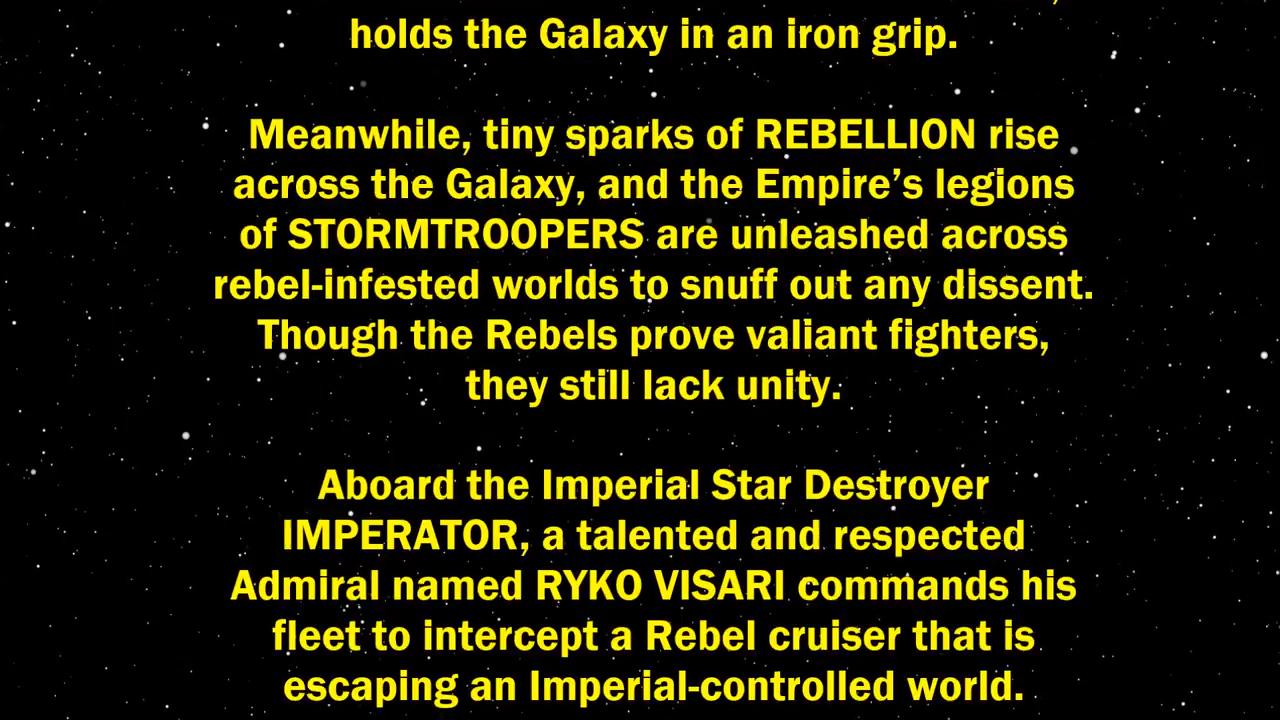 holds the Galaxy in an iron grip.
Meanwhile, tiny sparks of REBELLION rise
across the Galaxy, and the Empire’s legions
of STORMTROOPERS are unleashed across
rebel-infested worlds to snuff out any dissent.
Though the Rebels prove valiant fighters,
they still lack unity.
Aboard the Imperial Star Destroyer
IMPERATOR, a talented and respected
Admiral named RYKO VISARI commands his
fleet to intercept a Rebel cruiser that is
escaping an Imperial-controlled world.